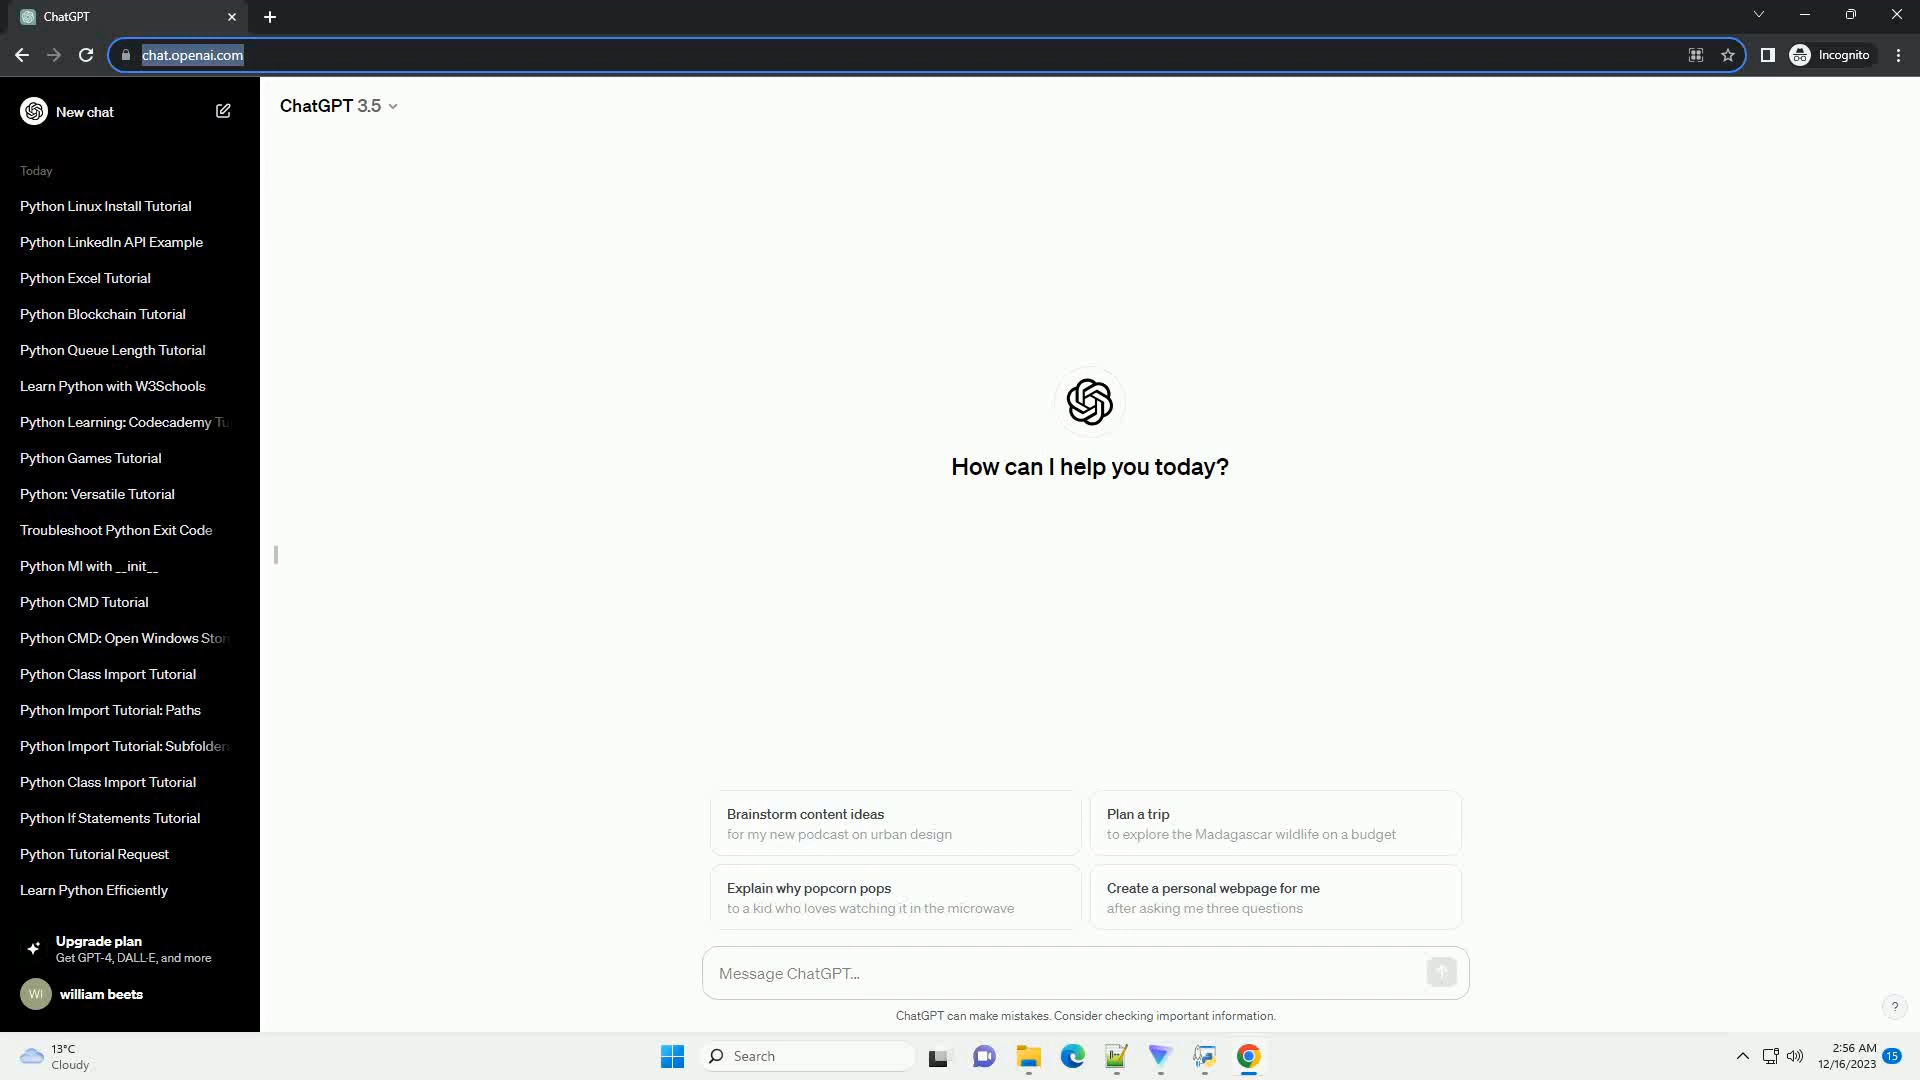 ChatGPT
chat.openai.com
Incognito
New chat
Today
Python Linux Install Tutorial
Python LinkedIn API Example
Python Excel Tutorial
Python Blockchain Tutorial
Python Queue Length Tutorial
Learn Python with W3Schools
Python Learning: Codecademy Tu
Python Games Tutorial
Python: Versatile Tutorial
Troubleshoot Python Exit Code
Python MI with __init__
Python CMD Tutorial
Python CMD: Open Windows Stor
Python Class Import Tutorial
Python Import Tutorial: Paths
Python Import Tutorial: Subfolders
Python Class Import Tutorial
Python If Statements Tutorial
Python Tutorial Request
Learn Python Efficiently
Upgrade plan
Get GPT-4, DALL·E, and more
WI
william beets
ChatGPT 3.5
How can I help you today?
Brainstorm content ideas
for my new podcast on urban design
Plan a trip
to explore the Madagascar wildlife on a budget
Explain why popcorn pops
to a kid who loves watching it in the microwave
Create a personal webpage for me
after asking me three questions
Message ChatGPT...
ChatGPT can make mistakes. Consider checking important information.
?
13°C
Cloudy
Search
2:56 AM
12/16/2023
15